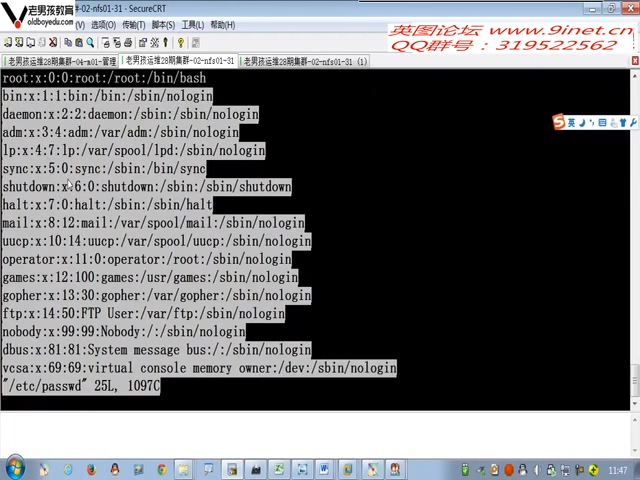 老男孩教育
oldboyedu.com
-02-nfs01-31 - SecureCRT
英图论坛 www.9inet.cn
QQ群号：319522562
(V) 选项(O) 传输(T) 脚本(S) 工具(L) 帮助(H)
老男孩运维28期集群-04-m01-管理
老男孩运维28期集群-02-nfs01-31
老男孩运维28期集群-02-nfs01-31 (1)
root:x:0:0:root:/root:/bin/bash
bin:x:1:1:bin:/bin:/sbin/nologin
daemon:x:2:2:daemon:/sbin:/sbin/nologin
adm:x:3:4:adm:/var/adm:/sbin/nologin
lp:x:4:7:lp:/var/spool/lpd:/sbin/nologin
sync:x:5:0:sync:/sbin:/bin/sync
shutdown:x:6:0:shutdown:/sbin:/sbin/shutdown
halt:x:7:0:halt:/sbin:/sbin/halt
mail:x:8:12:mail:/var/spool/mail:/sbin/nologin
uucp:x:10:14:uucp:/var/spool/uucp:/sbin/nologin
operator:x:11:0:operator:/root:/sbin/nologin
games:x:12:100:games:/usr/games:/sbin/nologin
gopher:x:13:30:gopher:/var/gopher:/sbin/nologin
ftp:x:14:50:FTP User:/var/ftp:/sbin/nologin
nobody:x:99:99:Nobody:/:/sbin/nologin
dbus:x:81:81:System message bus:/:/sbin/nologin
vcsa:x:69:69:virtual console memory owner:/dev:/sbin/nologin
"/etc/passwd" 25L, 1097C
英
11:47